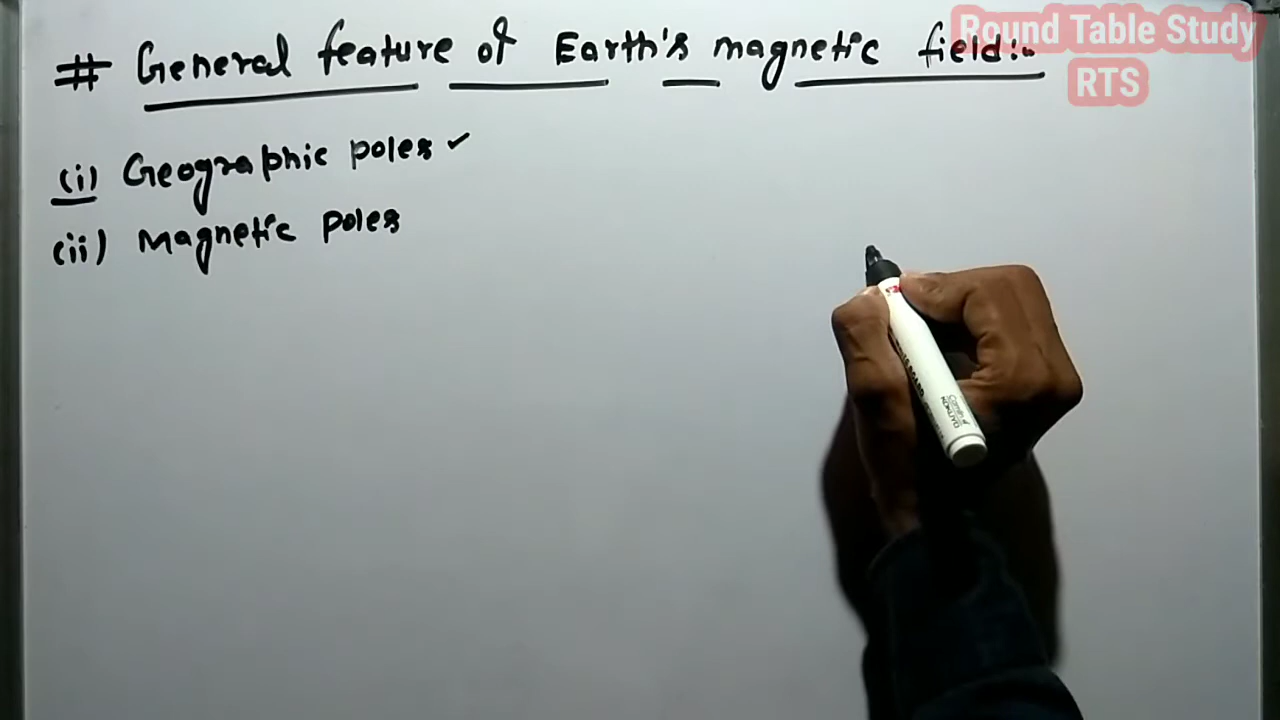 # General feature of Earth's magnetic field:-
Round Table Study
RTS
(i) Geographic poles ✓
(ii) Magnetic poles